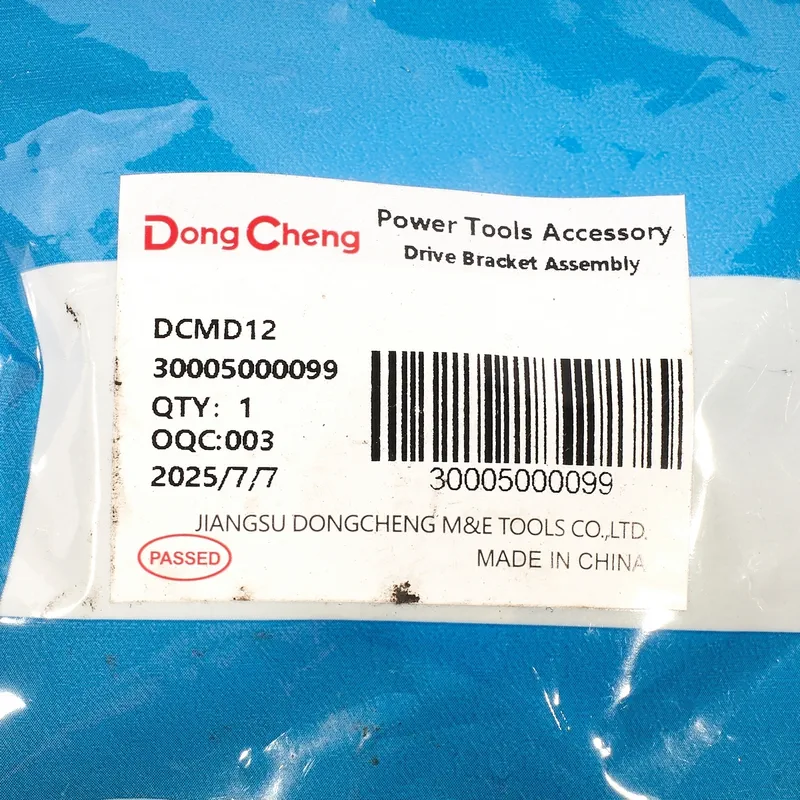 DongCheng
Power Tools Accessory
Drive Bracket Assembly
DCMD12
30005000099
QTY: 1
OQC:003
2025/7/7
30005000099
JIANGSU DONGCHENG M&E TOOLS CO.,LTD.
PASSED
MADE IN CHINA